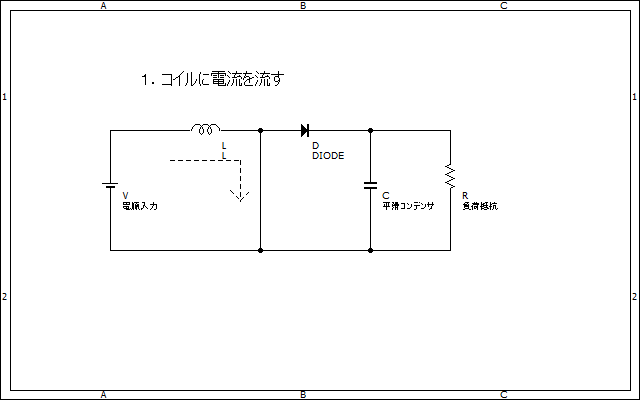 A B C
1 1
1. コイルに電流を流す
L
L
D
DIODE
V
電源入力
C
平滑コンデンサ
R
負荷抵抗
2 2
A B C